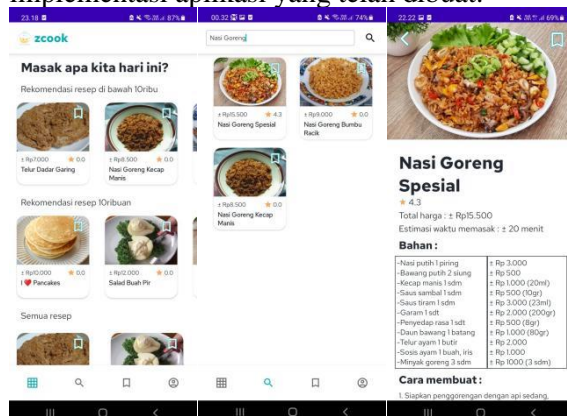 implementasi aplikasi yang telah dibuat.
23.18
87%
zcook
Masak apa kita hari ini?
Rekomendasi resep di bawah 10ribu
± Rp7.000 0.0
Telur Dadar Garing
± Rp8.500 0.0
Nasi Goreng Kecap
Manis
Rekomendasi resep 10ribuan
± Rp10.000 0.0
I ❤ Pancakes
± Rp12.000 0.0
Salad Buah Pir
Semua resep
00.32
74%
Nasi Goreng
± Rp15.500 4.3
Nasi Goreng Spesial
± Rp9.000 0.0
Nasi Goreng Bumbu
Racik
± Rp8.500 0.0
Nasi Goreng Kecap
Manis
22.22
69%
Nasi Goreng
Spesial
4.3
Total harga : ± Rp15.500
Estimasi waktu memasak : ± 20 menit
Bahan :
-Nasi putih 1 piring ± Rp 3.000
-Bawang putih 2 siung ± Rp 500
-Kecap manis 1 sdm ± Rp 1.000 (20ml)
-Saus sambal 1 sdm ± Rp 500 (10gr)
-Saus tiram 1 sdm ± Rp 3.000 (23ml)
-Garam 1 sdt ± Rp 2.000 (200gr)
-Penyedap rasa 1 sdt ± Rp 500 (8gr)
-Daun bawang 1 batang ± Rp 1.000 (80gr)
-Telur ayam 1 butir ± Rp 2.000
-Sosis ayam 1 buah, iris ± Rp 1.000
-Minyak goreng 3 sdm ± Rp 1000 (3 sdm)
Cara membuat :
1. Siapkan penggorengan dengan api sedang,